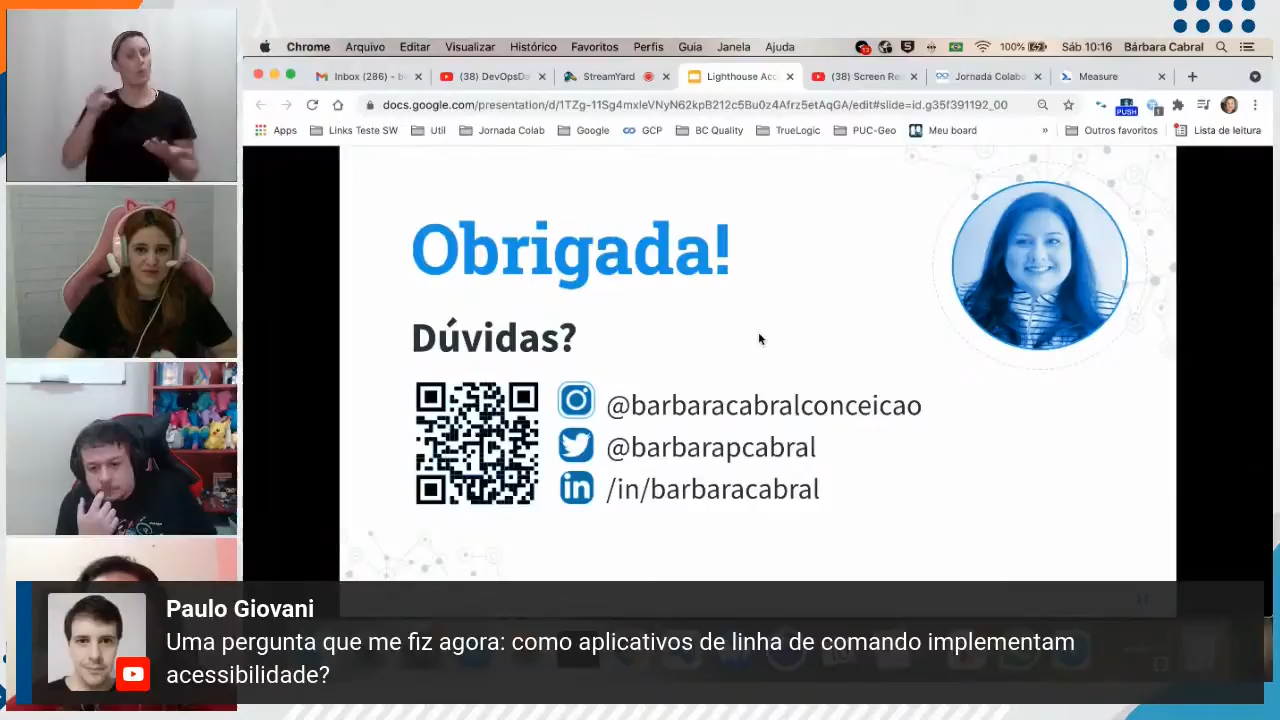 Chrome Arquivo Editar Visualizar Histórico Favoritos Perfis Guia Janela Ajuda 100% Sáb 10:16 Bárbara Cabral
Inbox (286) - b (38) DevOpsDa StreamYard Lighthouse Acc (38) Screen Re Jornada Colab Measure
docs.google.com/presentation/d/1TZg-11Sg4mxleVNyN62kpB212c5Bu0z4Afrz5etAqGA/edit#slide=id.g35f391192_00 PUSH
Apps Links Teste SW Util Jornada Colab Google GCP BC Quality TrueLogic PUC-Geo Meu board » Outros favoritos Lista de leitura
Obrigada!
Dúvidas?
@barbaracabralconceicao
@barbarapcabral
in /in/barbaracabral
Paulo Giovani
Uma pergunta que me fiz agora: como aplicativos de linha de comando implementam
acessibilidade?